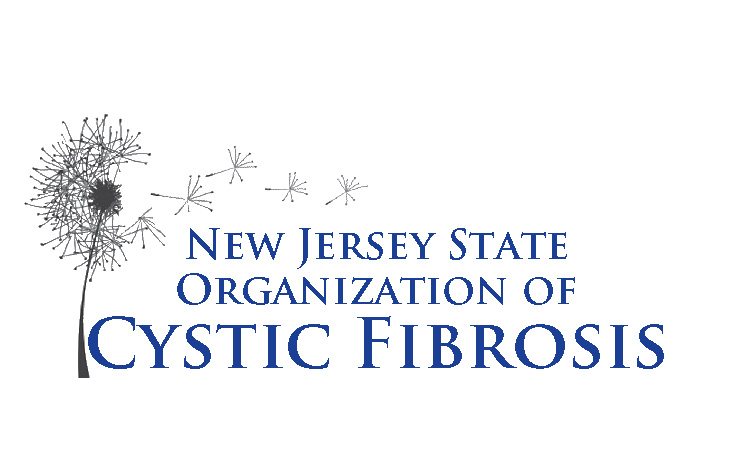 New Jersey State
Organization of
Cystic Fibrosis